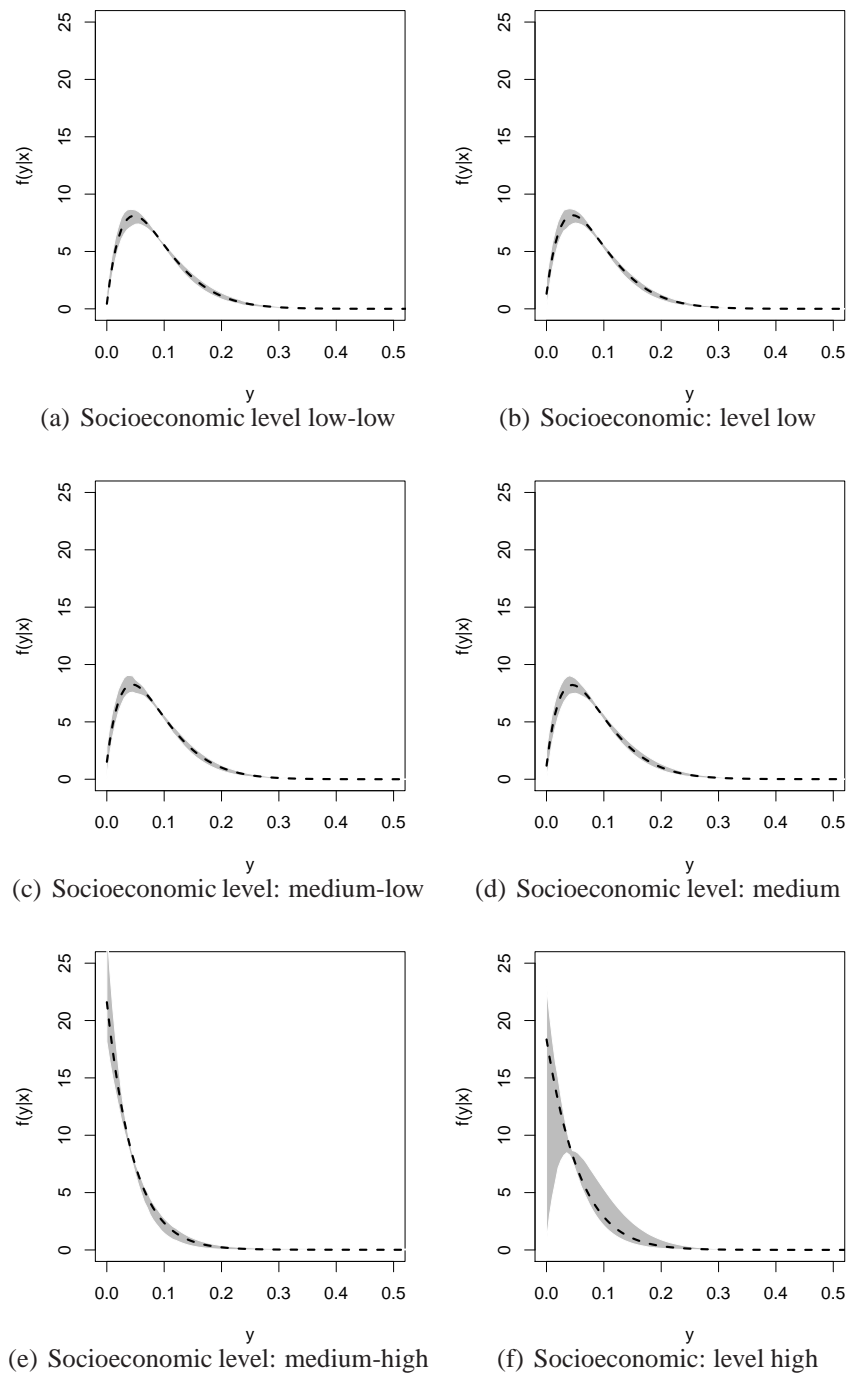 25
20
15
10
5
0
f(y|x)
0.0 0.1 0.2 0.3 0.4 0.5
y
(a) Socioeconomic level low-low
25
20
15
10
5
0
f(y|x)
0.0 0.1 0.2 0.3 0.4 0.5
y
(b) Socioeconomic: level low
25
20
15
10
5
0
f(y|x)
0.0 0.1 0.2 0.3 0.4 0.5
y
(c) Socioeconomic level: medium-low
25
20
15
10
5
0
f(y|x)
0.0 0.1 0.2 0.3 0.4 0.5
y
(d) Socioeconomic level: medium
25
20
15
10
5
0
f(y|x)
0.0 0.1 0.2 0.3 0.4 0.5
y
(e) Socioeconomic level: medium-high
25
20
15
10
5
0
f(y|x)
0.0 0.1 0.2 0.3 0.4 0.5
y
(f) Socioeconomic: level high